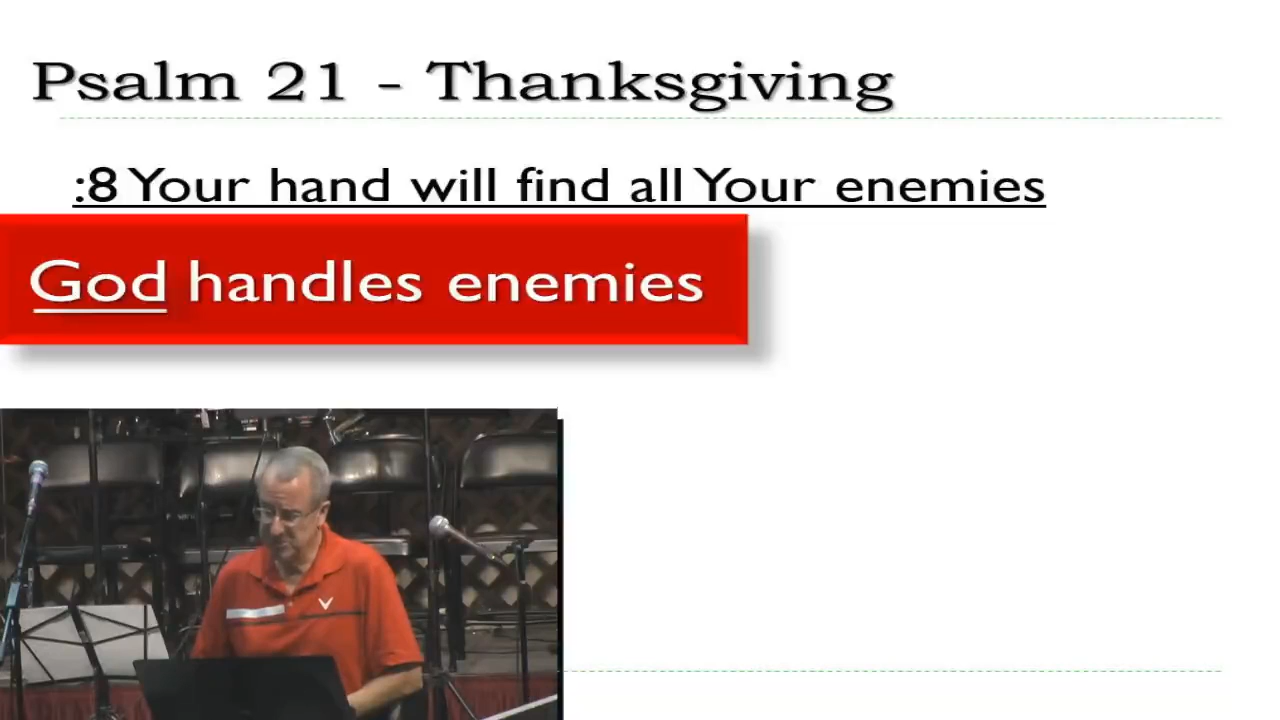 Psalm 21 - Thanksgiving
:8 Your hand will find all Your enemies
God handles enemies